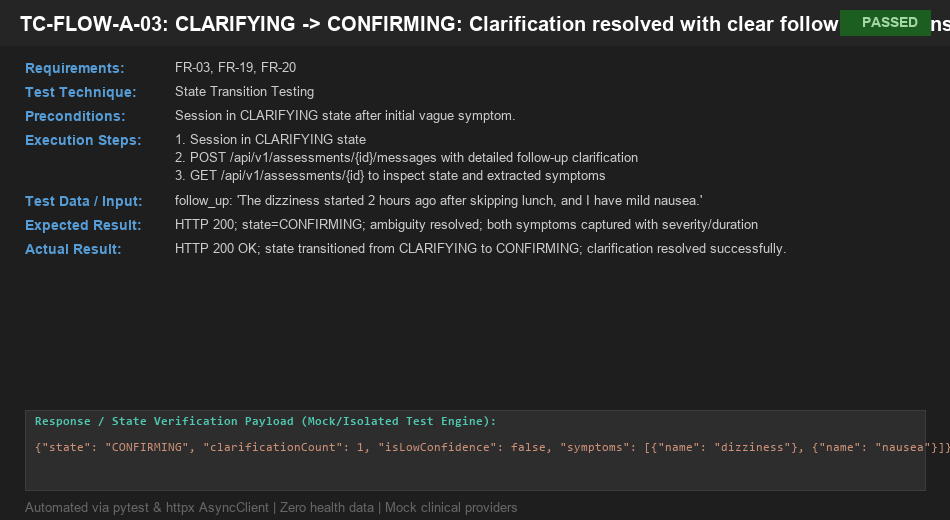 TC-FLOW-A-03: CLARIFYING -> CONFIRMING: Clarification resolved with clear follow
PASSED
Requirements: FR-03, FR-19, FR-20
Test Technique: State Transition Testing
Preconditions: Session in CLARIFYING state after initial vague symptom.
Execution Steps: 1. Session in CLARIFYING state
2. POST /api/v1/assessments/{id}/messages with detailed follow-up clarification
3. GET /api/v1/assessments/{id} to inspect state and extracted symptoms
Test Data / Input: follow_up: 'The dizziness started 2 hours ago after skipping lunch, and I have mild nausea.'
Expected Result: HTTP 200; state=CONFIRMING; ambiguity resolved; both symptoms captured with severity/duration
Actual Result: HTTP 200 OK; state transitioned from CLARIFYING to CONFIRMING; clarification resolved successfully.
Response / State Verification Payload (Mock/Isolated Test Engine):
{"state": "CONFIRMING", "clarificationCount": 1, "isLowConfidence": false, "symptoms": [{"name": "dizziness"}, {"name": "nausea"}]}
Automated via pytest & httpx AsyncClient | Zero health data | Mock clinical providers